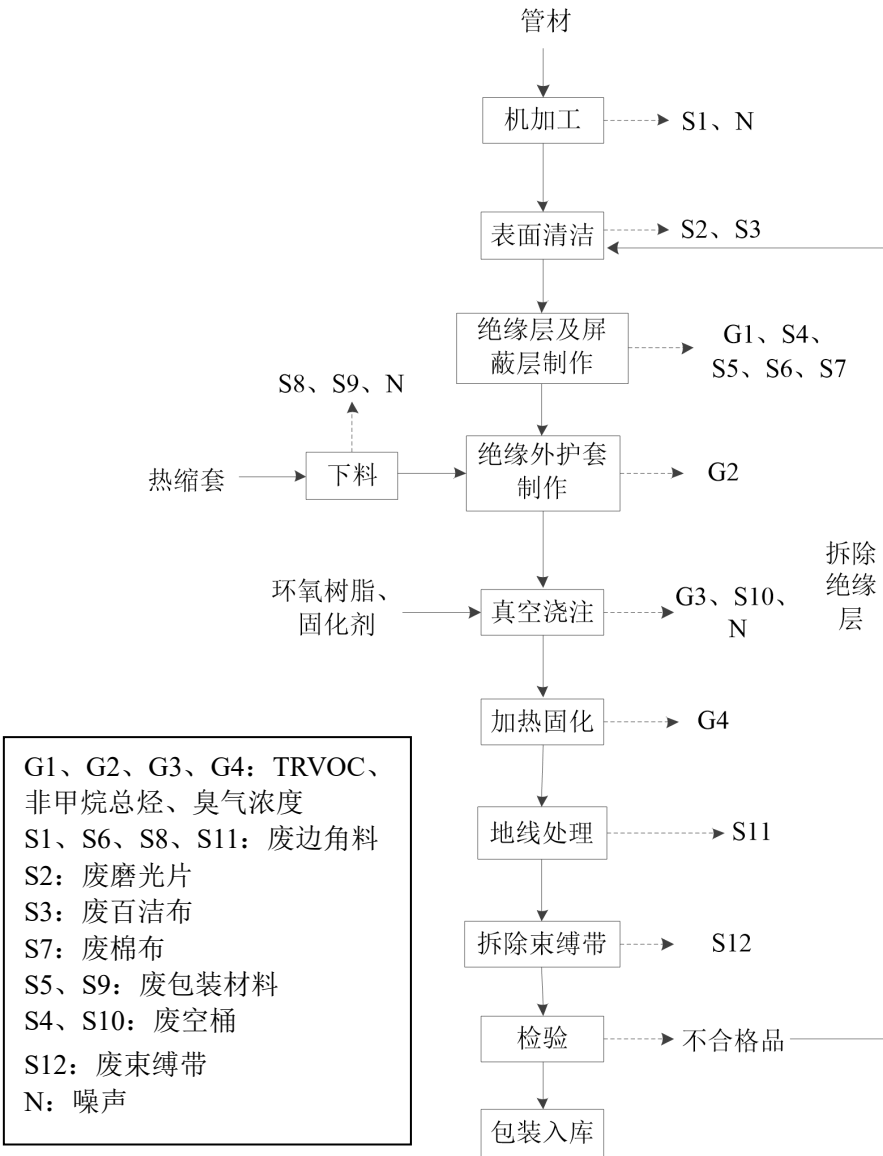 管材
机加工
S1、N
表面清洁
S2、S3
绝缘层及屏
蔽层制作
G1、S4、
S5、S6、S7
S8、S9、N
热缩套
下料
绝缘外护套
制作
G2
拆除
绝缘
层
环氧树脂、
固化剂
真空浇注
G3、S10、
N
加热固化
G4
地线处理
S11
拆除束缚带
S12
检验
不合格品
包装入库
G1、G2、G3、G4：TRVOC、
非甲烷总烃、臭气浓度
S1、S6、S8、S11：废边角料
S2：废磨光片
S3：废百洁布
S7：废棉布
S5、S9：废包装材料
S4、S10：废空桶
S12：废束缚带
N：噪声